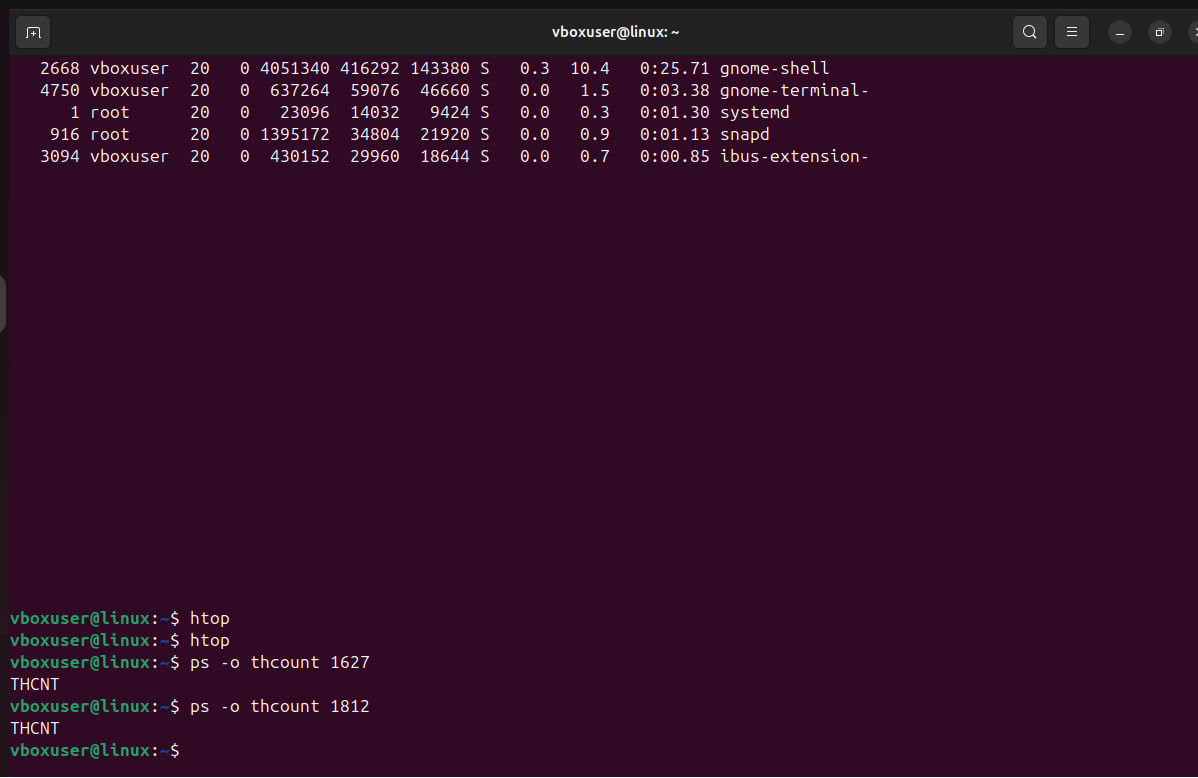 vboxuser@linux: ~
2668 vboxuser 20 0 4051340 416292 143380 S 0.3 10.4 0:25.71 gnome-shell
4750 vboxuser 20 0 637264 59076 46660 S 0.0 1.5 0:03.38 gnome-terminal-
1 root 20 0 23096 14032 9424 S 0.0 0.3 0:01.30 systemd
916 root 20 0 1395172 34804 21920 S 0.0 0.9 0:01.13 snapd
3094 vboxuser 20 0 430152 29960 18644 S 0.0 0.7 0:00.85 ibus-extension-
vboxuser@linux:~$ htop
vboxuser@linux:~$ htop
vboxuser@linux:~$ ps -o thcount 1627
THCNT
vboxuser@linux:~$ ps -o thcount 1812
THCNT
vboxuser@linux:~$